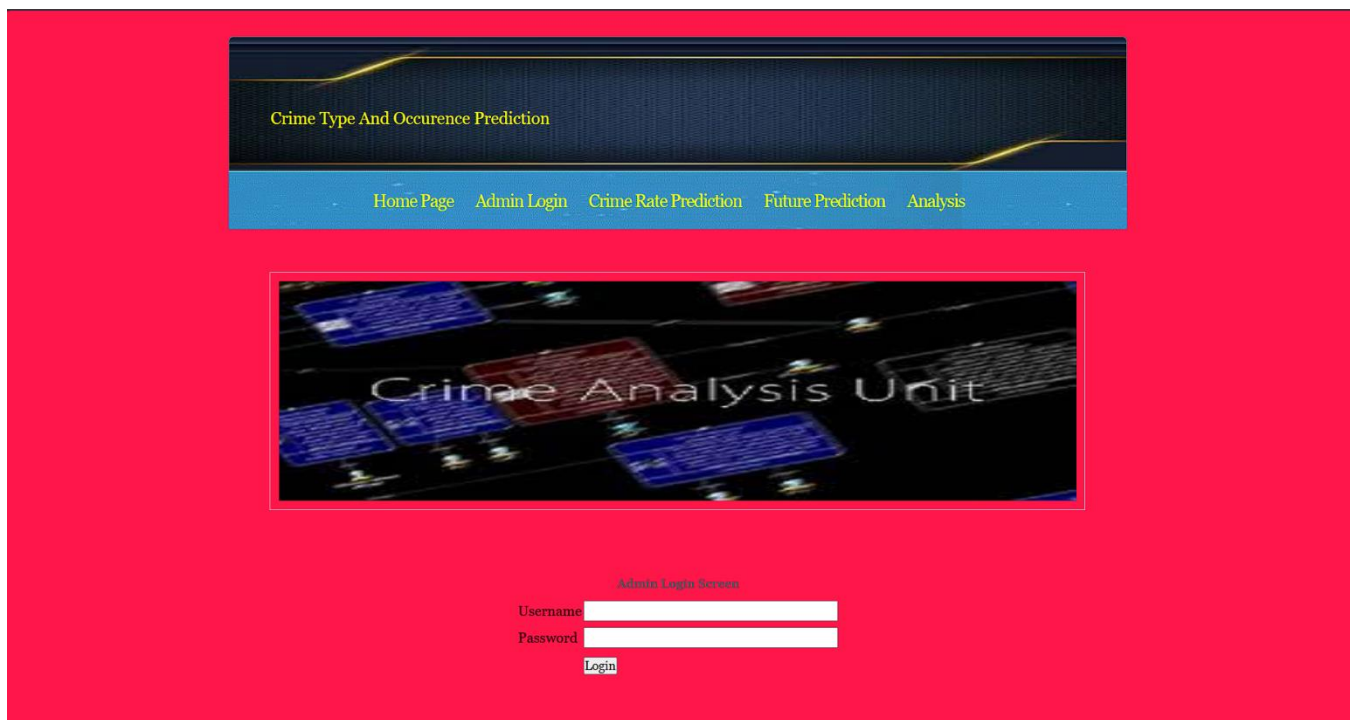 Crime Type And Occurence Prediction
Home Page Admin Login Crime Rate Prediction Future Prediction Analysis
Crime Analysis Unit
Admin Login Screen
Username
Password
Login